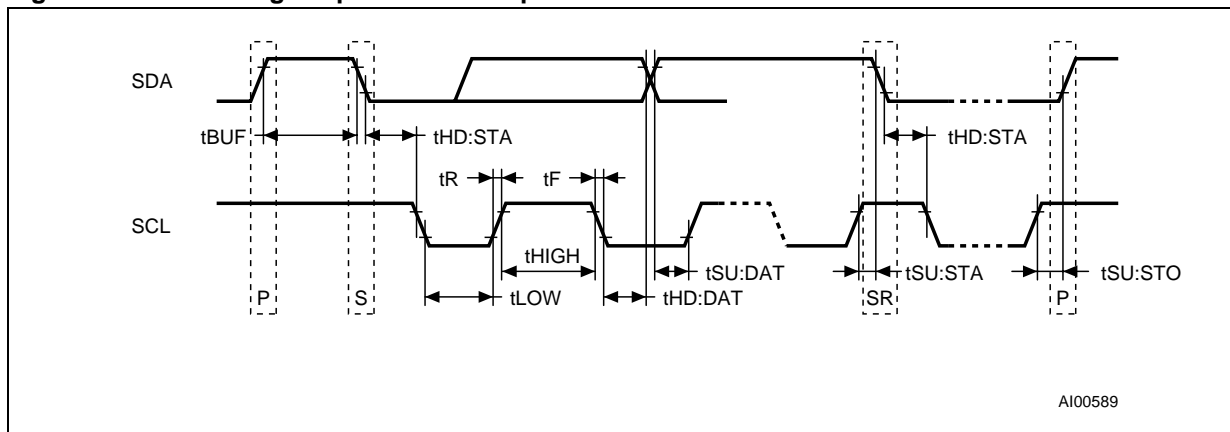 SDA
tBUF
tHD:STA
tHD:STA
tR
tF
SCL
tHIGH
tSU:DAT
tSU:STA
tSU:STO
P
S
tLOW
tHD:DAT
SR
P
AI00589